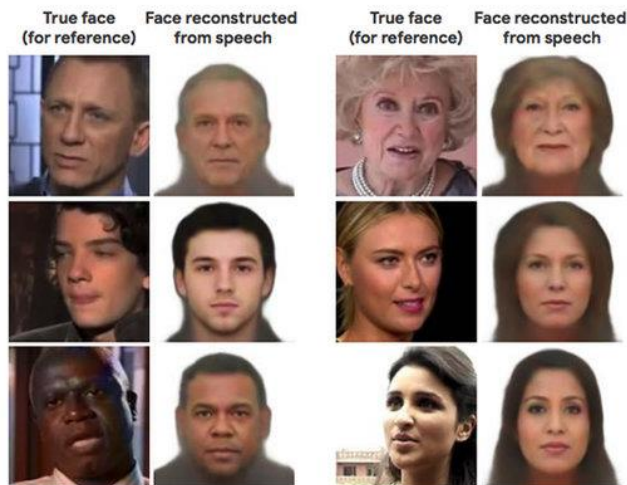 True face
(for reference)
Face reconstructed
from speech
True face
(for reference)
Face reconstructed
from speech